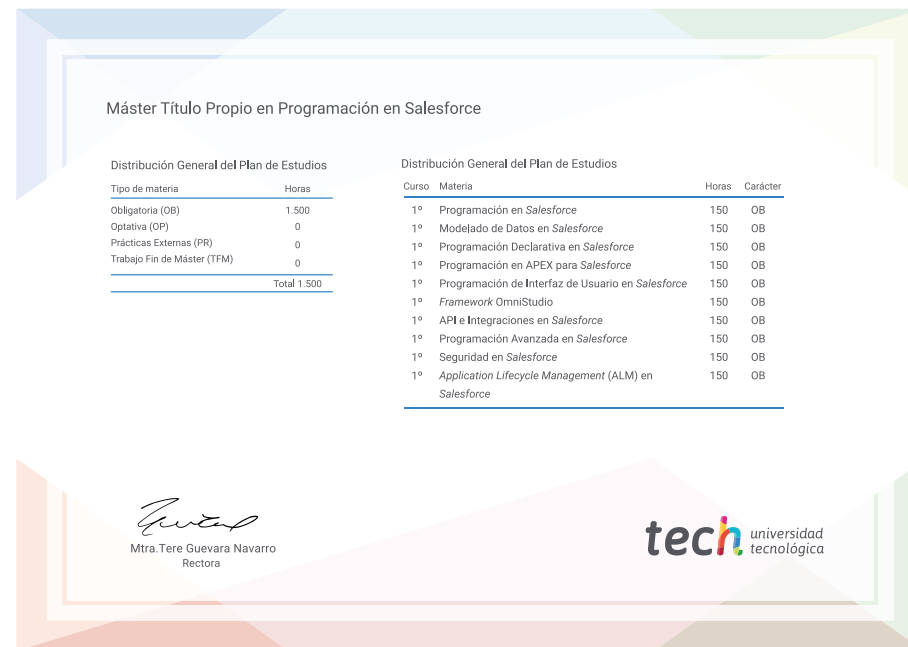 Máster Título Propio en Programación en Salesforce
Distribución General del Plan de Estudios
Tipo de materia Horas
Obligatoria (OB) 1.500
Optativa (OP) 0
Prácticas Externas (PR) 0
Trabajo Fin de Máster (TFM) 0
Total 1.500
Distribución General del Plan de Estudios
Curso Materia Horas Carácter
1º Programación en Salesforce 150 OB
1º Modelado de Datos en Salesforce 150 OB
1º Programación Declarativa en Salesforce 150 OB
1º Programación en APEX para Salesforce 150 OB
1º Programación de Interfaz de Usuario en Salesforce 150 OB
1º Framework OmniStudio 150 OB
1º API e Integraciones en Salesforce 150 OB
1º Programación Avanzada en Salesforce 150 OB
1º Seguridad en Salesforce 150 OB
1º Application Lifecycle Management (ALM) en 150 OB
Salesforce
Mtra.Tere Guevara Navarro
Rectora
tech universidad
tecnológica